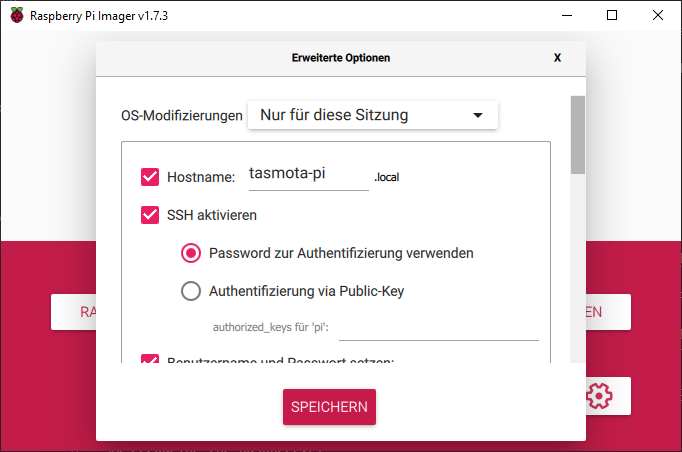 Raspberry Pi Imager v1.7.3
Erweiterte Optionen
X
OS-Modifizierungen Nur für diese Sitzung
Hostname: tasmota-pi .local
SSH aktivieren
Password zur Authentifizierung verwenden
RA
EN
Authentifizierung via Public-Key
authorized_keys für 'pi':
Benutzername und Passwort setzen:
SPEICHERN